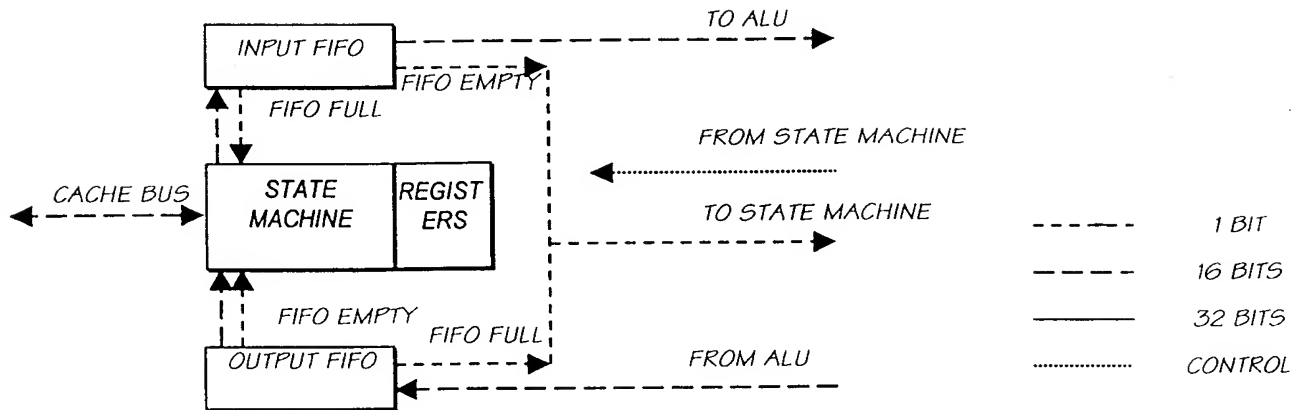 TO ALU
INPUT FIFO
FIFO EMPTY
FIFO FULL
FROM STATE MACHINE
CACHE BUS
STATE
MACHINE
REGIST
ERS
TO STATE MACHINE
1 BIT
16 BITS
FIFO EMPTY
32 BITS
FIFO FULL
OUTPUT FIFO
FROM ALU
CONTROL